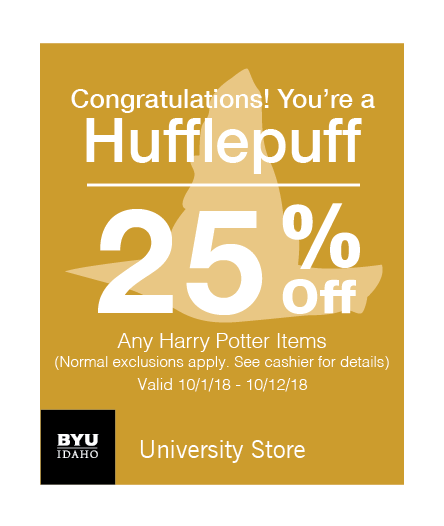 Congratulations! You're a
Hufflepuff
25%
Off
Any Harry Potter Items
(Normal exclusions apply. See cashier for details)
Valid 10/1/18 - 10/12/18
BYU
IDAHO
University Store